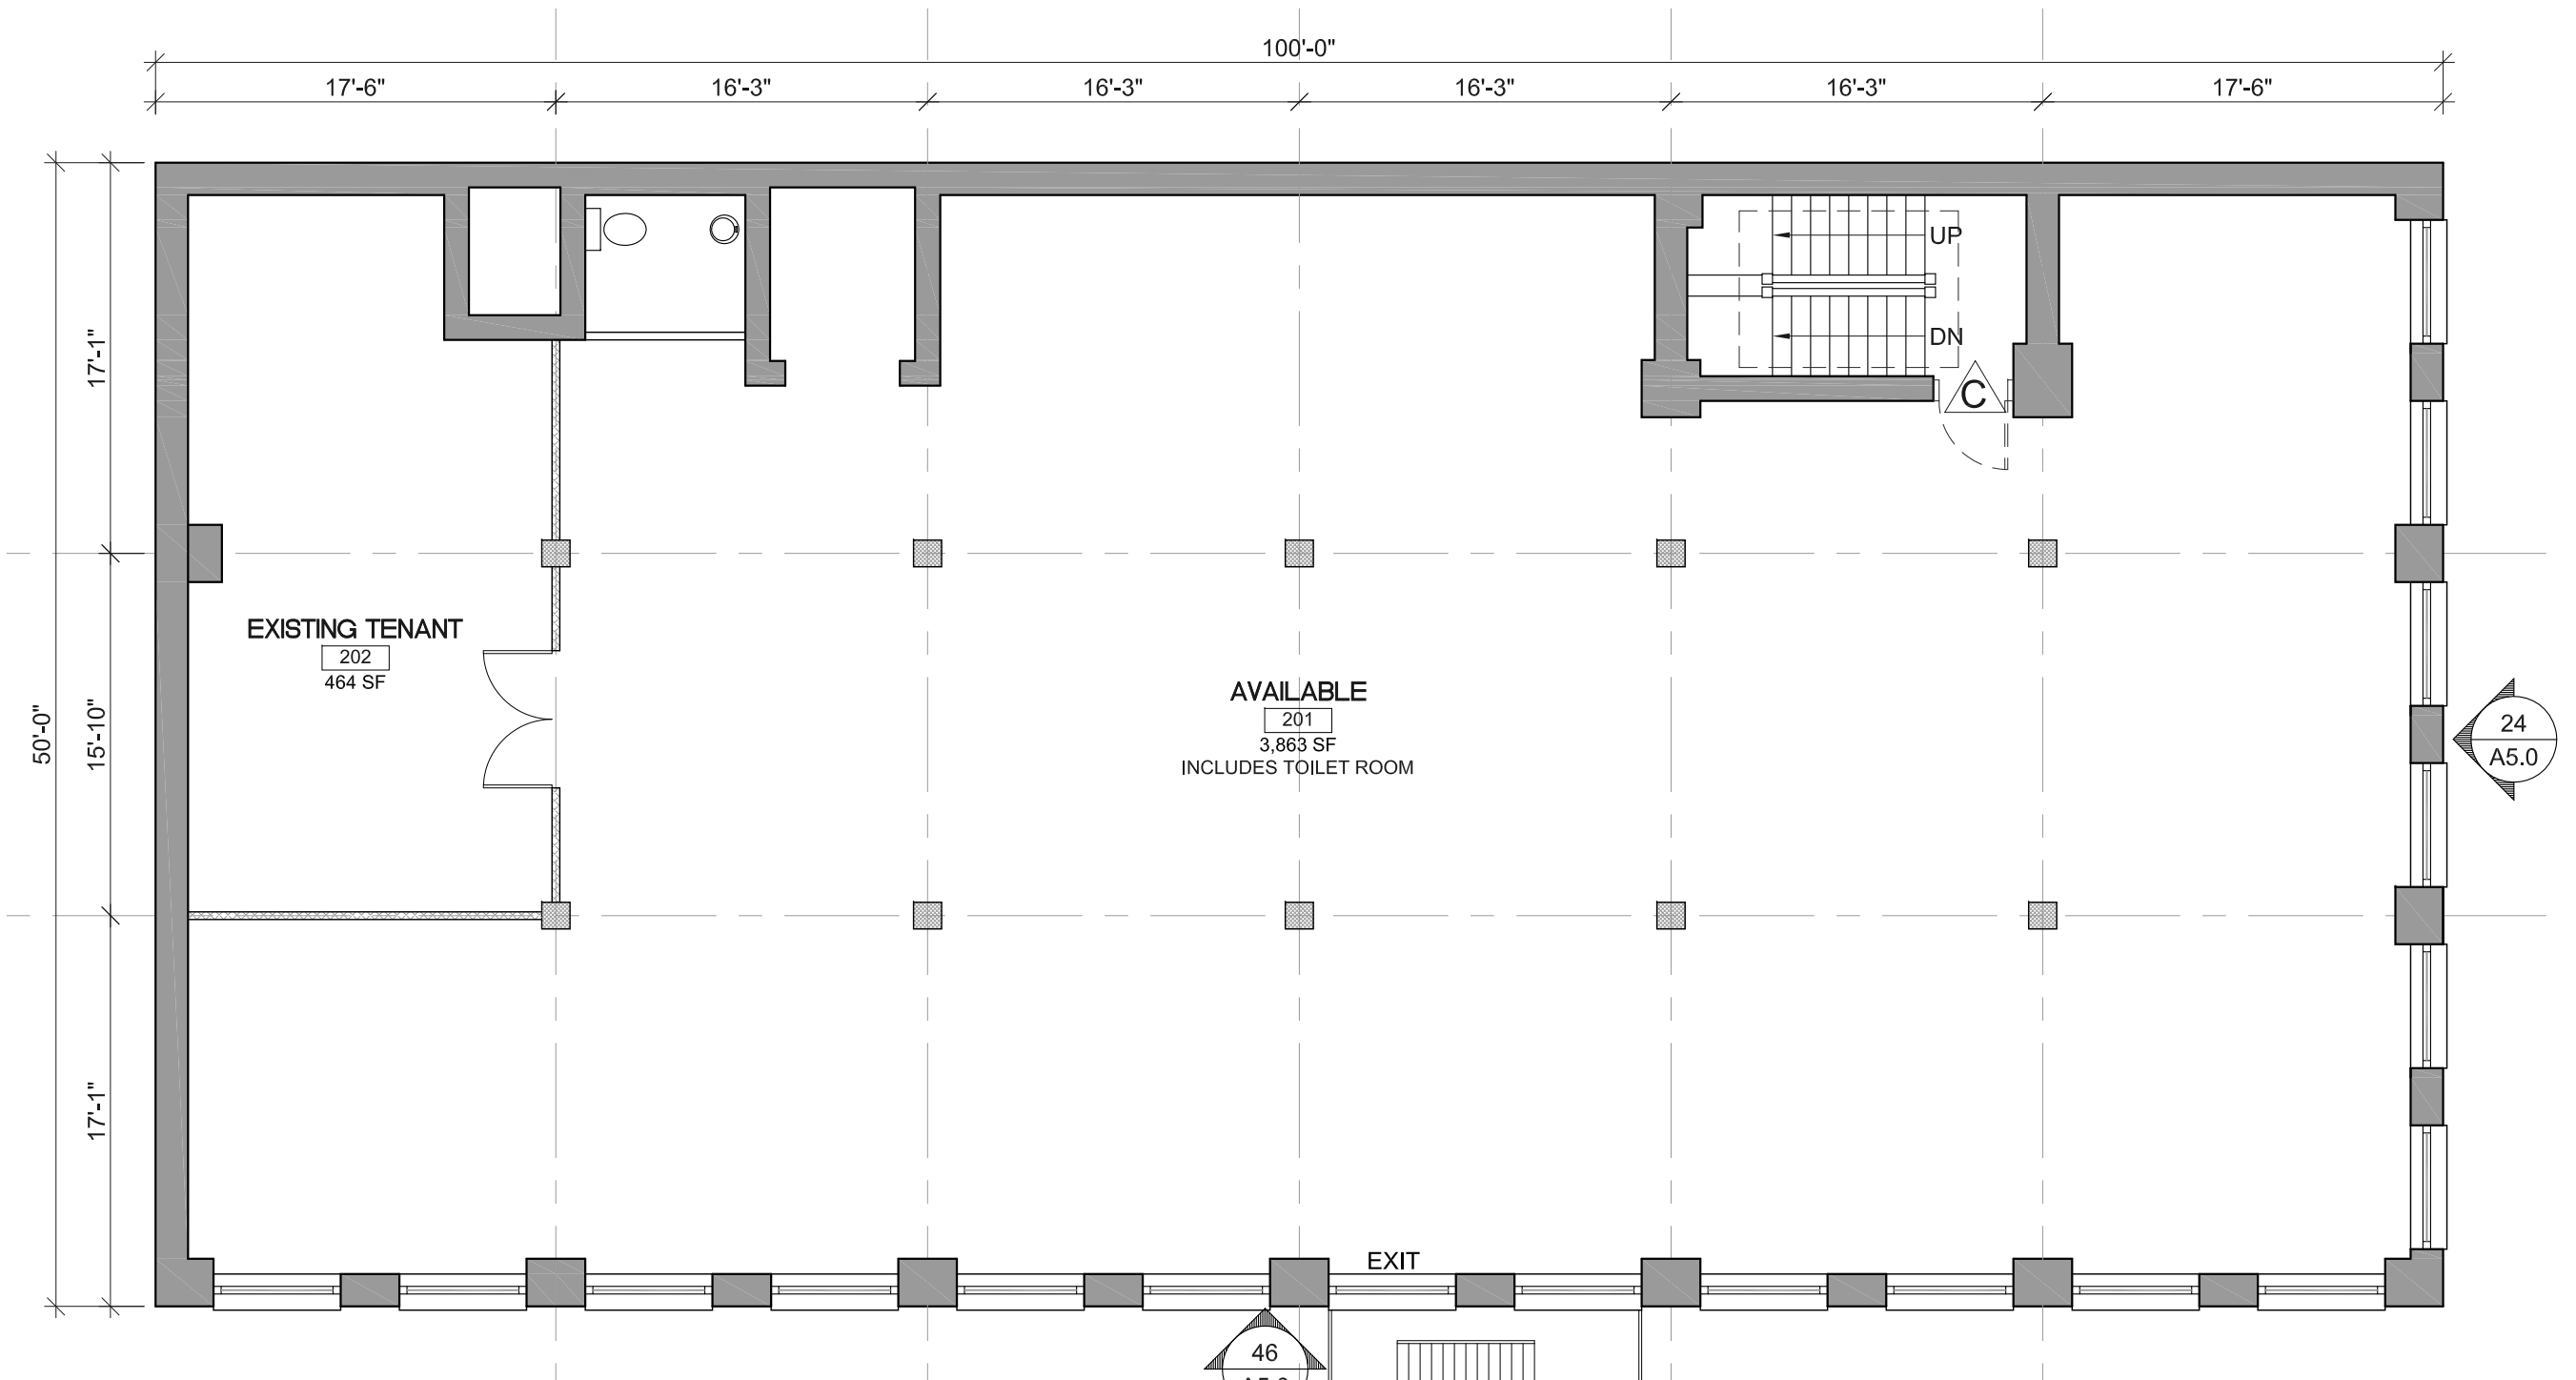 100'-0"
17'-6" 16'-3" 16'-3" 16'-3" 16'-3" 17'-6"
UP
DN
C
17'-1"
15'-10"
50'-0"
17'-1"
EXISTING TENANT
202
464 SF
AVAILABLE
201
3,863 SF
INCLUDES TOILET ROOM
24
A5.0
EXIT
46